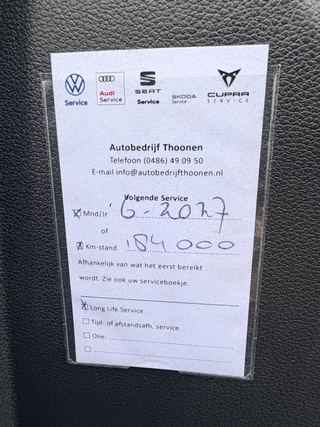 Service
Audi
Service
SEAT
Service
SKODA
Service
CUPRA
SERVICE
Autobedrijf Thoonen
Telefoon (0486) 49 09 50
E-mail info@autobedrijfthoonen.nl
Volgende Service
Mnd/Jr 6-2027
of
Km-stand 184000
Afhankelijk van wat het eerst bereikt
wordt. Zie ook uw serviceboekje.
Long Life Service
Tijd- of afstandsafh. service
Olie: